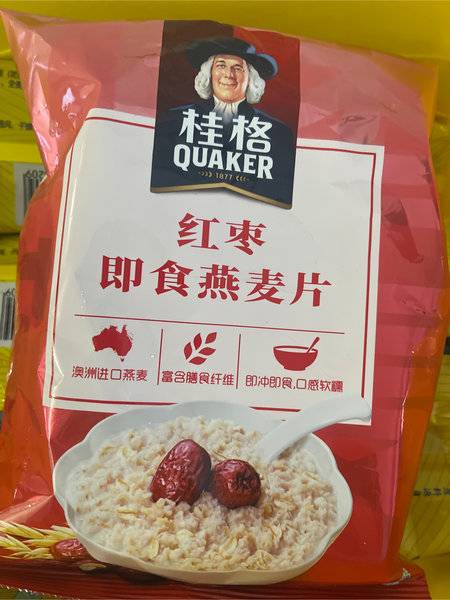 桂格
QUAKER
1877
红枣
即食燕麦片
澳洲进口燕麦
富含膳食纤维
即冲即食,口感软糯